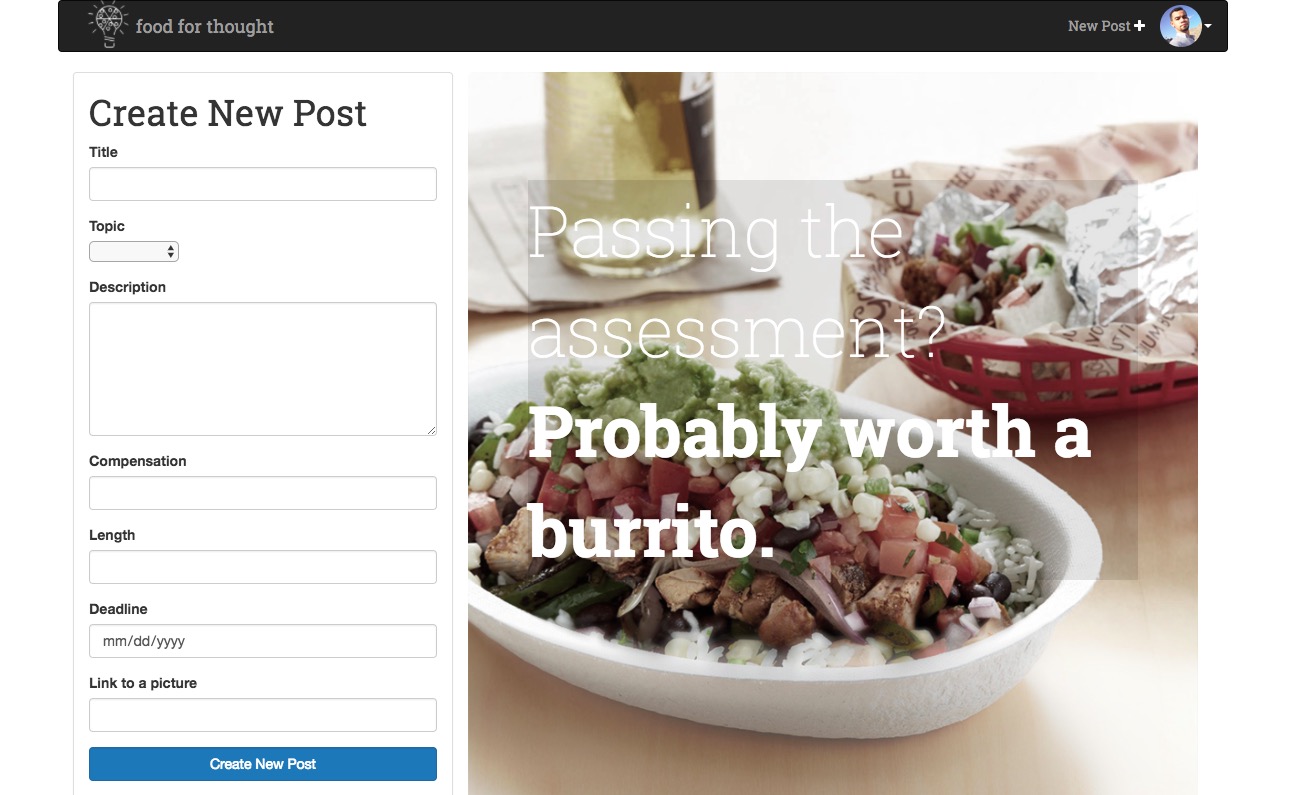 food for thought
New Post +
Create New Post
Title
Topic
Description
Compensation
Length
Deadline
mm/dd/yyyy
Link to a picture
Create New Post
Passing the
assessment?
Probably worth a
burrito.